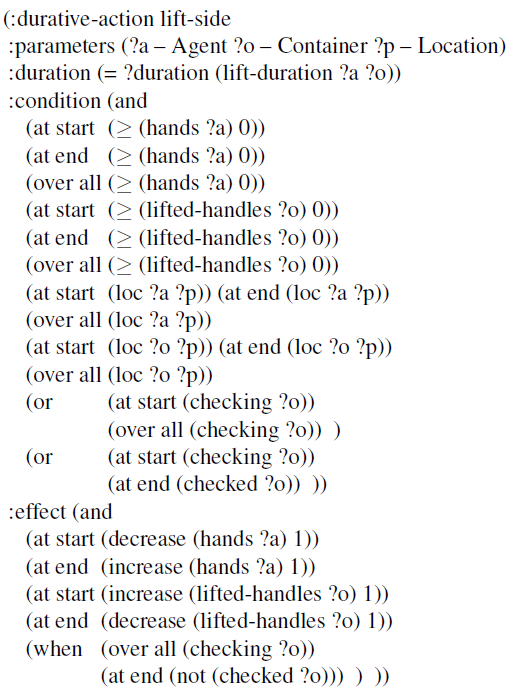 (:durative-action lift-side
:parameters (?a – Agent ?o – Container ?p – Location)
:duration (= ?duration (lift-duration ?a ?o))
:condition (and
(at start (≥ (hands ?a) 0))
(at end (≥ (hands ?a) 0))
(over all (≥ (hands ?a) 0))
(at start (≥ (lifted-handles ?o) 0))
(at end (≥ (lifted-handles ?o) 0))
(over all (≥ (lifted-handles ?o) 0))
(at start (loc ?a ?p)) (at end (loc ?a ?p))
(over all (loc ?a ?p))
(at start (loc ?o ?p)) (at end (loc ?o ?p))
(over all (loc ?o ?p))
(or (at start (checking ?o))
(over all (checking ?o)) )
(or (at start (checking ?o))
(at end (checked ?o)) ))
:effect (and
(at start (decrease (hands ?a) 1))
(at end (increase (hands ?a) 1))
(at start (increase (lifted-handles ?o) 1))
(at end (decrease (lifted-handles ?o) 1))
(when (over all (checking ?o))
(at end (not (checked ?o))) ) ))